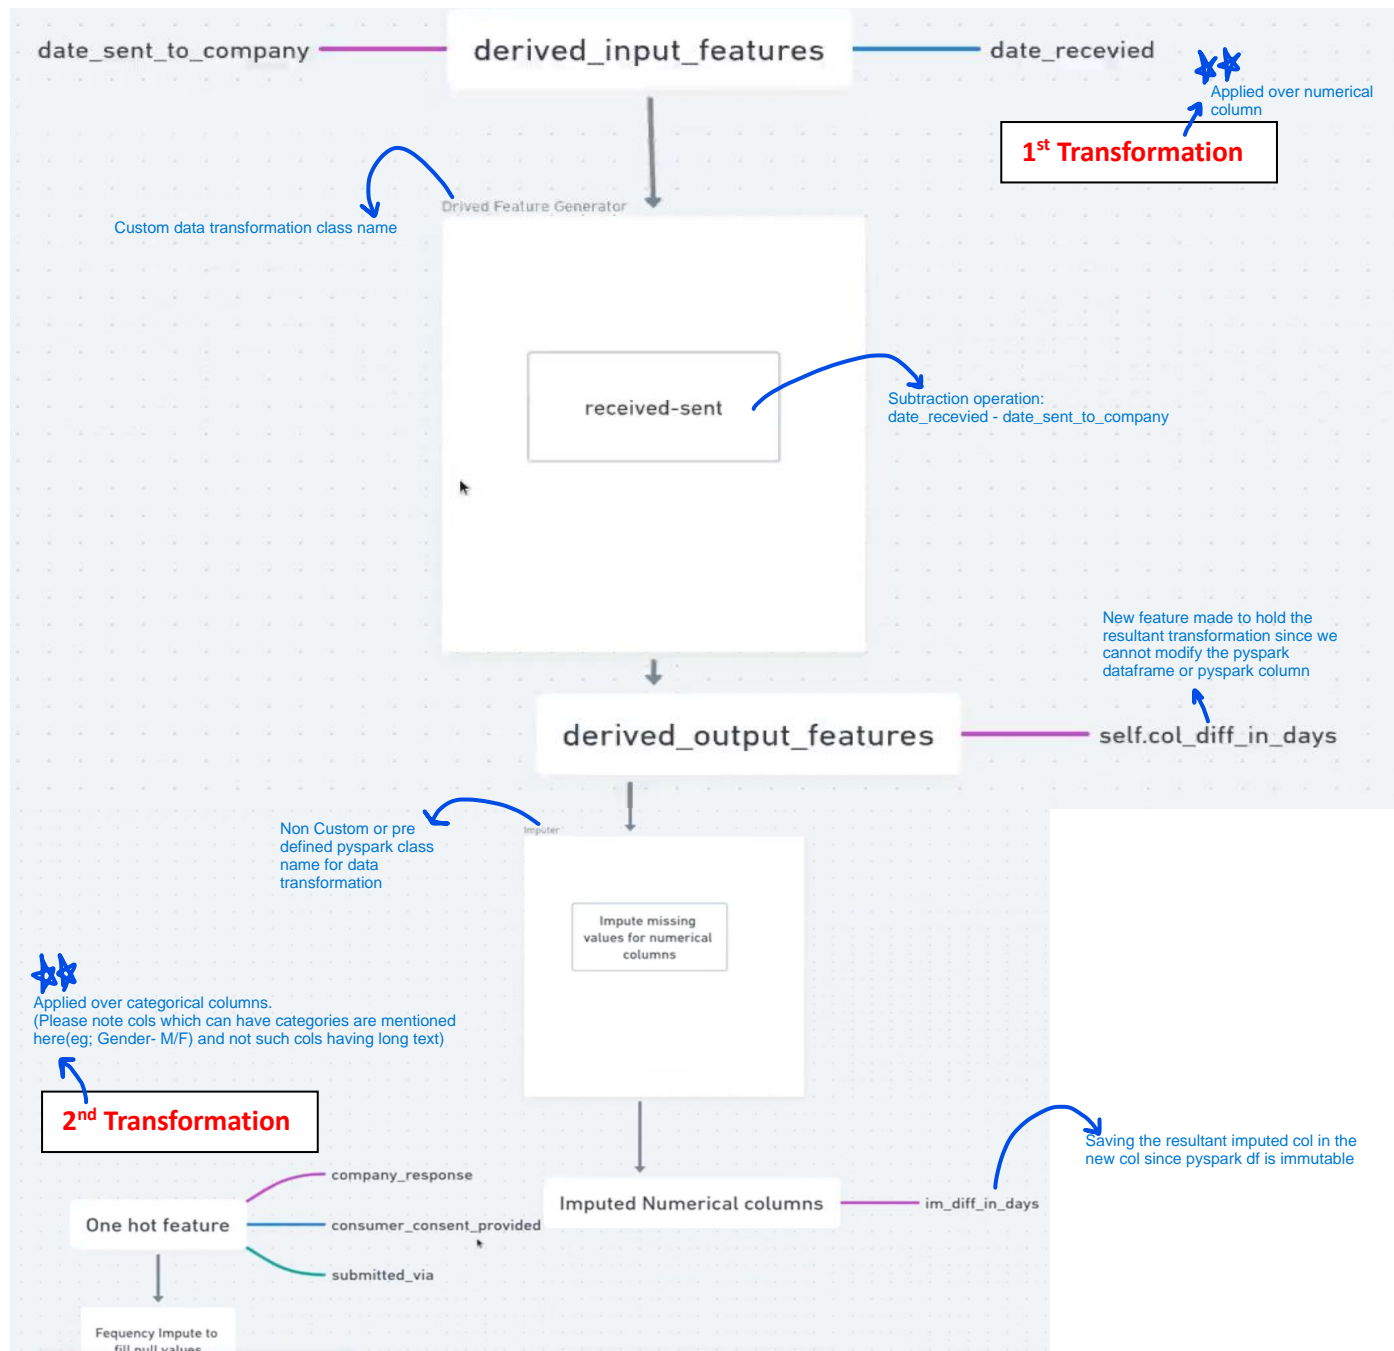 date_sent_to_company
derived_input_features
date_recevied
Applied over numerical
column
1st Transformation
Drived Feature Generator
Custom data transformation class name
received-sent
Subtraction operation:
date_recevied - date_sent_to_company
New feature made to hold the
resultant transformation since we
cannot modify the pyspark
dataframe or pyspark column
derived_output_features
self.col_diff_in_days
Non Custom or pre
defined pyspark class
name for data
transformation
Imputer
Impute missing
values for numerical
columns
Applied over categorical columns.
(Please note cols which can have categories are mentioned
here(eg; Gender- M/F) and not such cols having long text)
2nd Transformation
Saving the resultant imputed col in the
new col since pyspark df is immutable
company_response
One hot feature
consumer_consent_provided
submitted_via
Imputed Numerical columns
im_diff_in_days
Fequency Impute to
fill null values